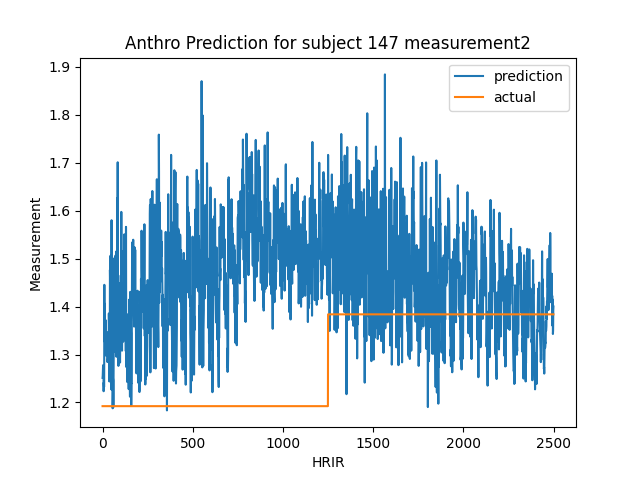 Anthro Prediction for subject 147 measurement2
prediction
actual
Measurement
1.9
1.8
1.7
1.6
1.5
1.4
1.3
1.2
0
500
1000
1500
2000
2500
HRIR